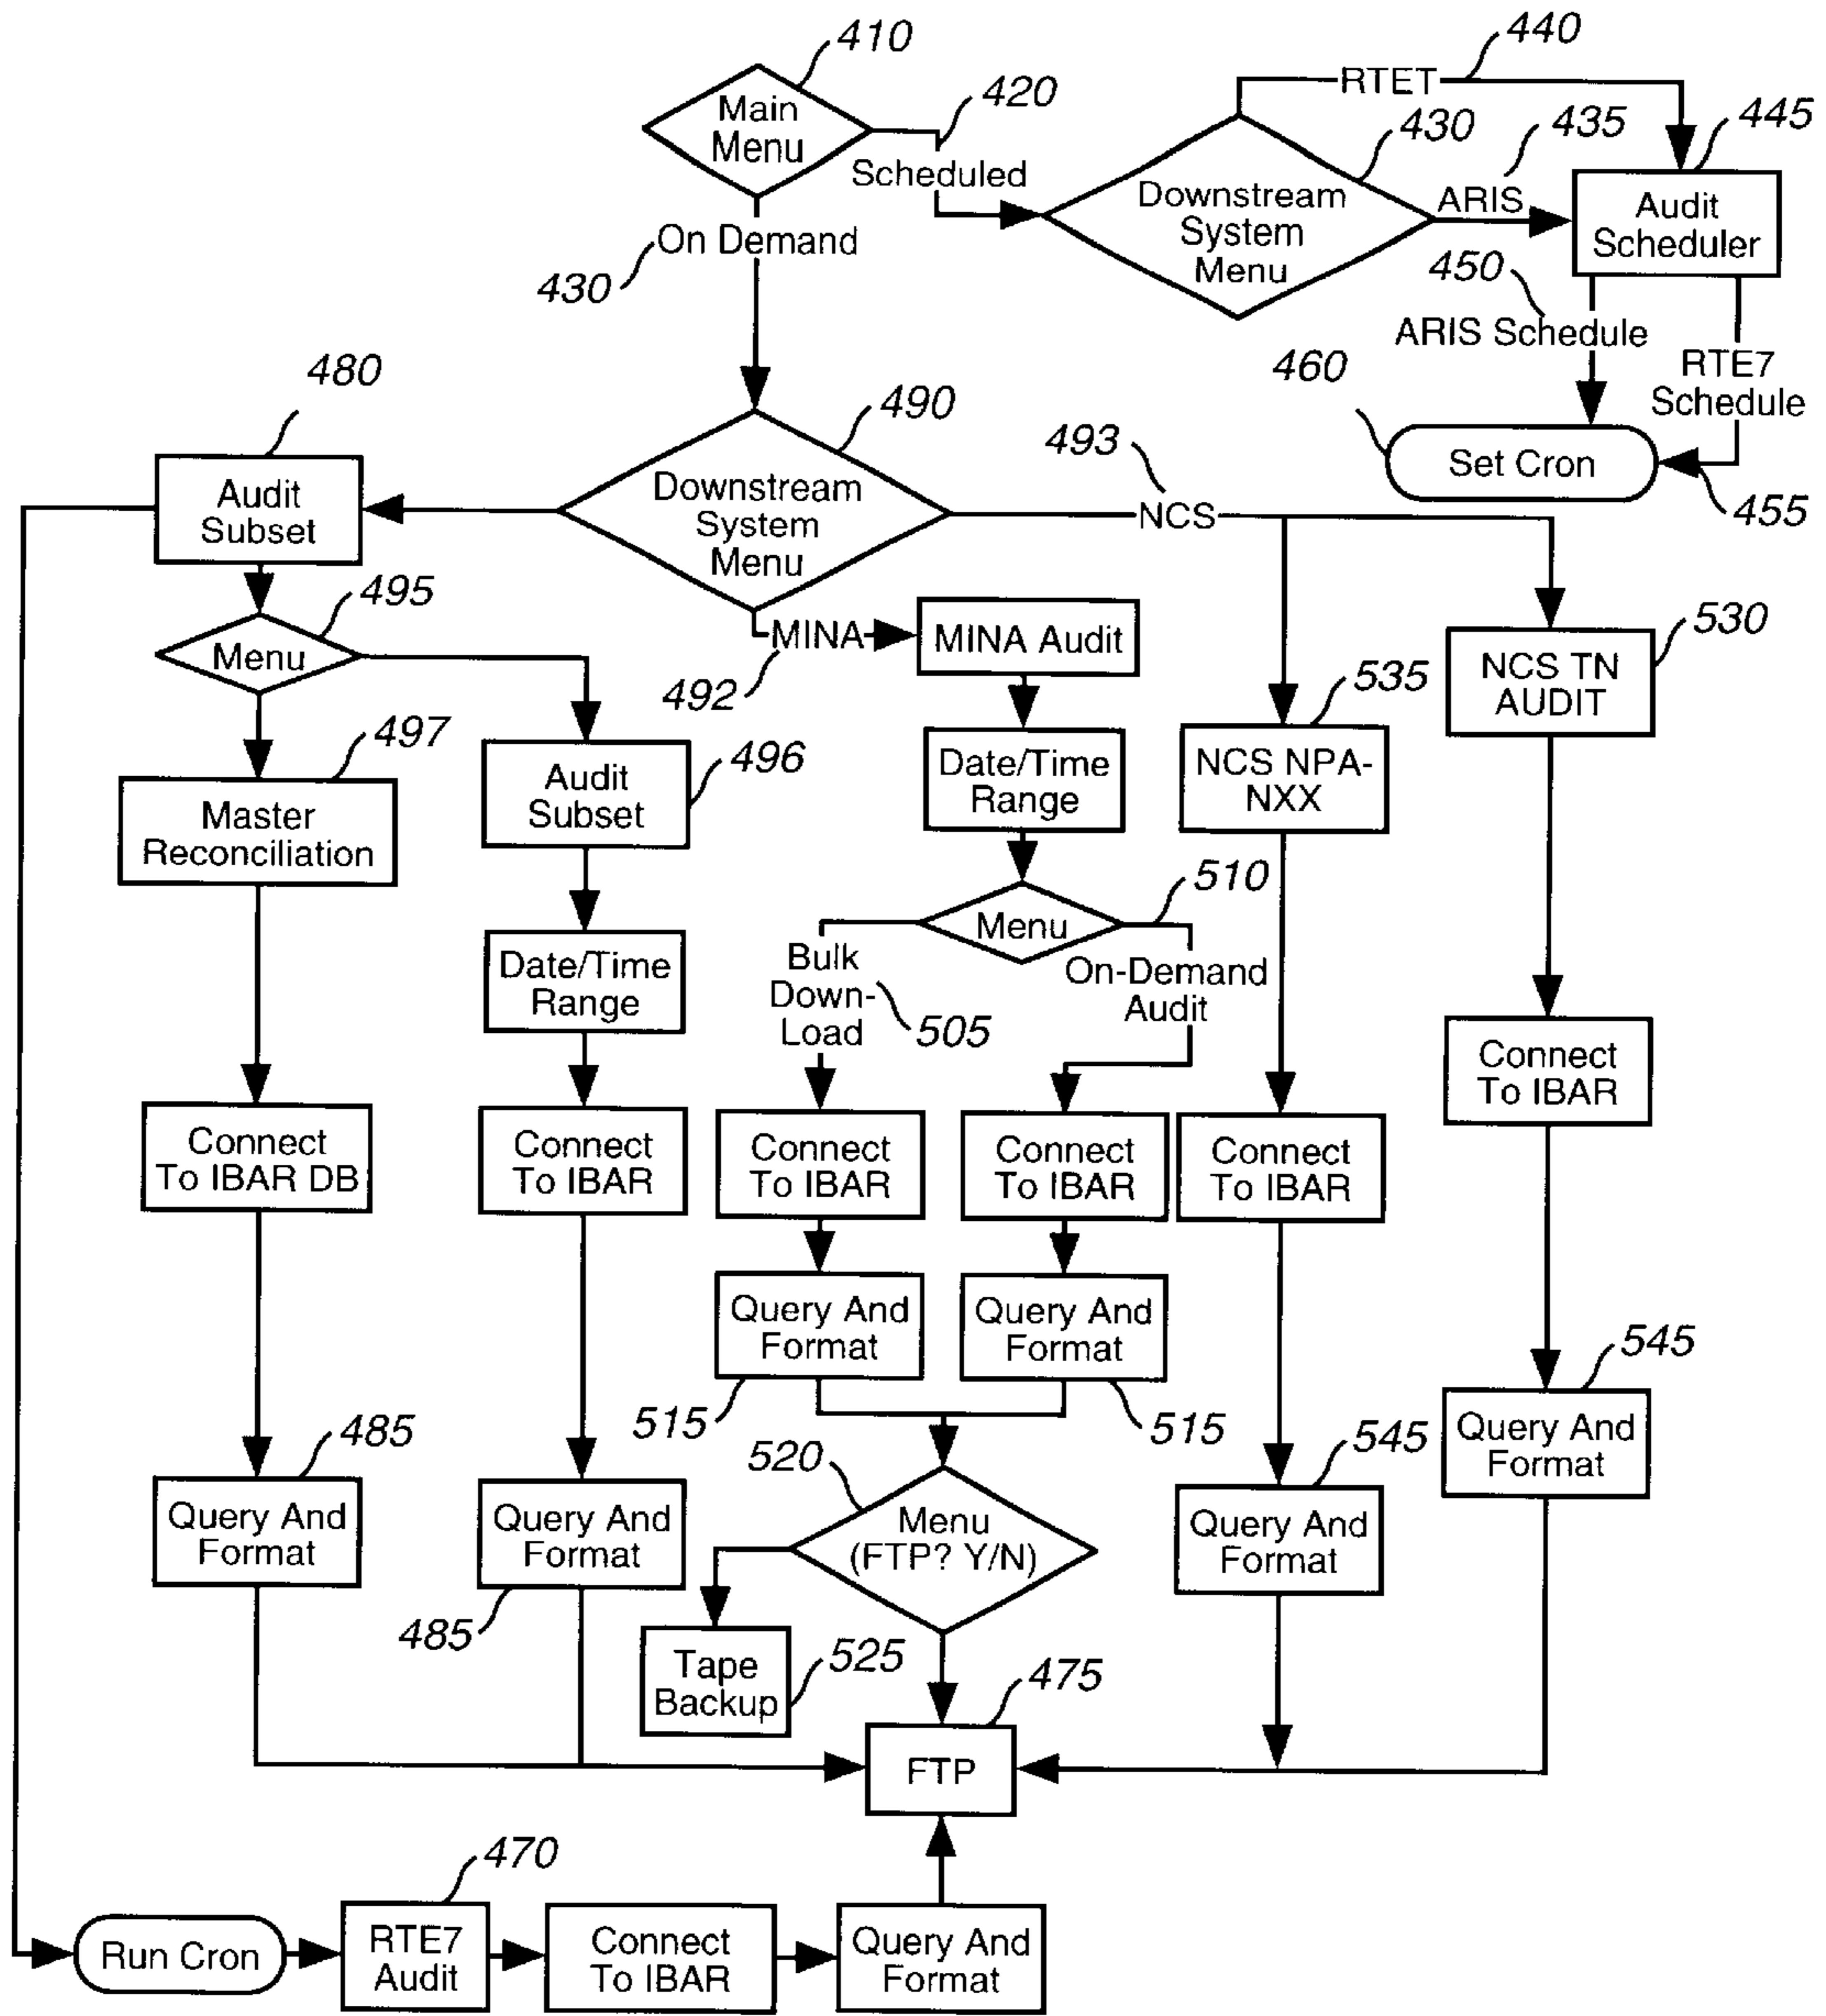 410
Main
Menu
420
Scheduled
440
RTET
430
435
445
Downstream
System
Menu
ARIS
Audit
Scheduler
On Demand
430
450
ARIS Schedule
RTE7
Schedule
460
Set Cron
455
480
490
493
Audit
Subset
Downstream
System
Menu
NCS
495
Menu
MINA
492
MINA Audit
530
NCS TN
AUDIT
535
497
496
Master
Reconciliation
Audit
Subset
Date/Time
Range
NCS NPA-
NXX
510
Menu
Date/Time
Range
Bulk
Down-
Load
505
On-Demand
Audit
Connect
To IBAR
Connect
To IBAR DB
Connect
To IBAR
Connect
To IBAR
Connect
To IBAR
Connect
To IBAR
Query And
Format
Query And
Format
545
Query And
Format
515
515
485
520
545
Query And
Format
Query And
Format
485
Menu
(FTP? Y/N)
Query And
Format
Tape
Backup
525
475
FTP
470
Run Cron
RTE7
Audit
Connect
To IBAR
Query And
Format